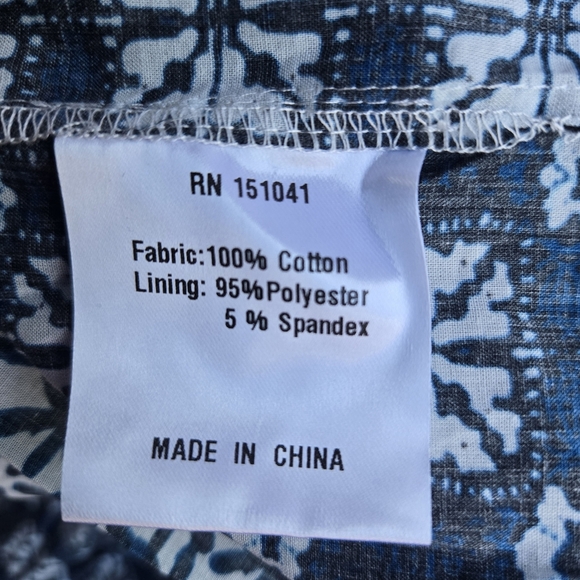 RN 151041
Fabric:100% Cotton
Lining: 95%Polyester
5 % Spandex
MADE IN CHINA